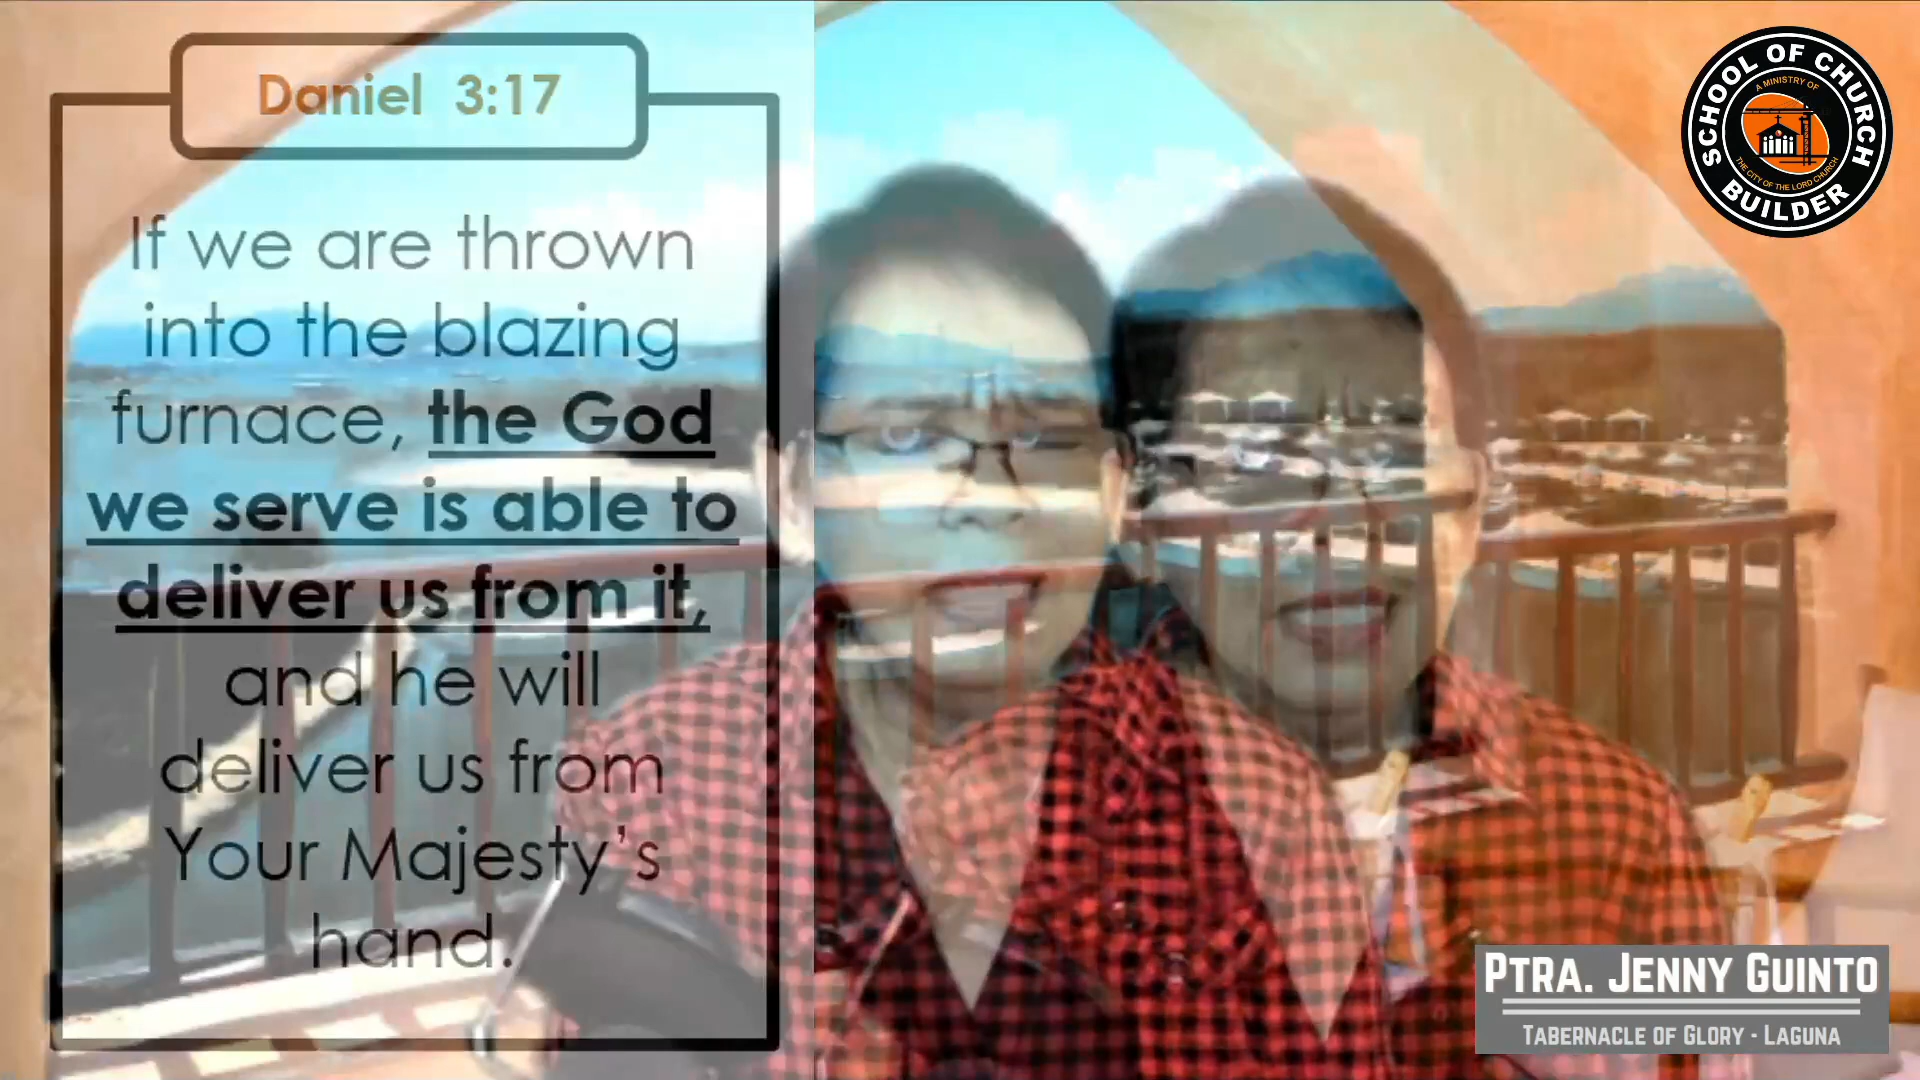 Daniel 3:17
If we are thrown
into the blazing
furnace, the God
we serve is able to
deliver us from it,
and he will
deliver us from
Your Majesty's
hand.
SCHOOL OF CHURCH
BUILDER
A MINISTRY OF
THE CITY OF THE LORD CHURCH
PTRA. JENNY GUINTO
TABERNACLE OF GLORY - LAGUNA